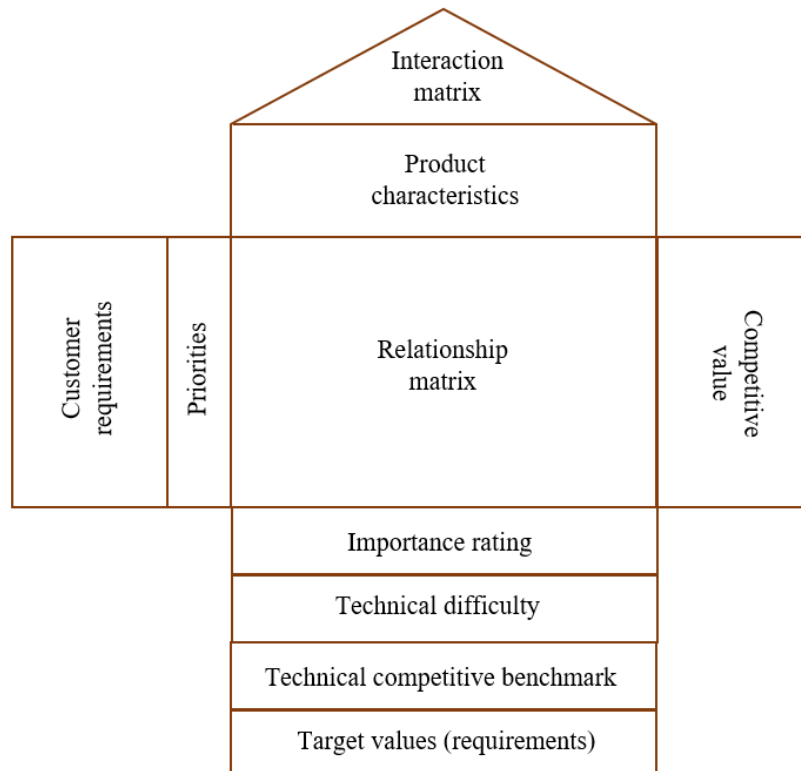 Interaction
matrix
Product
characteristics
Customer
requirements
Priorities
Relationship
matrix
Competitive
value
Importance rating
Technical difficulty
Technical competitive benchmark
Target values (requirements)